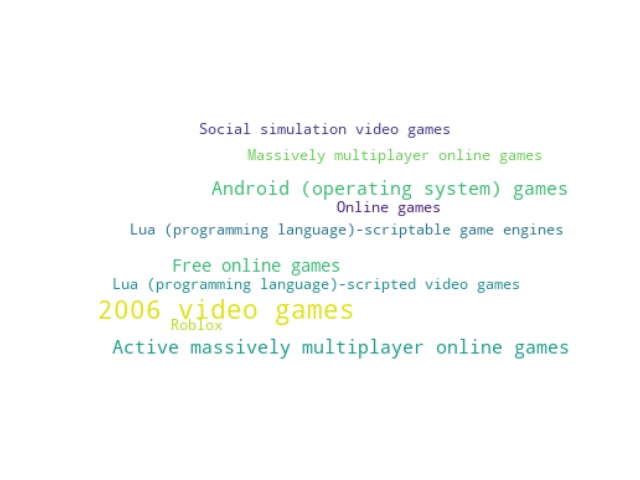 Social simulation video games
Massively multiplayer online games
Android (operating system) games
Online games
Lua (programming language)-scriptable game engines
Free online games
Lua (programming language)-scripted video games
2006 video games
Roblox
Active massively multiplayer online games